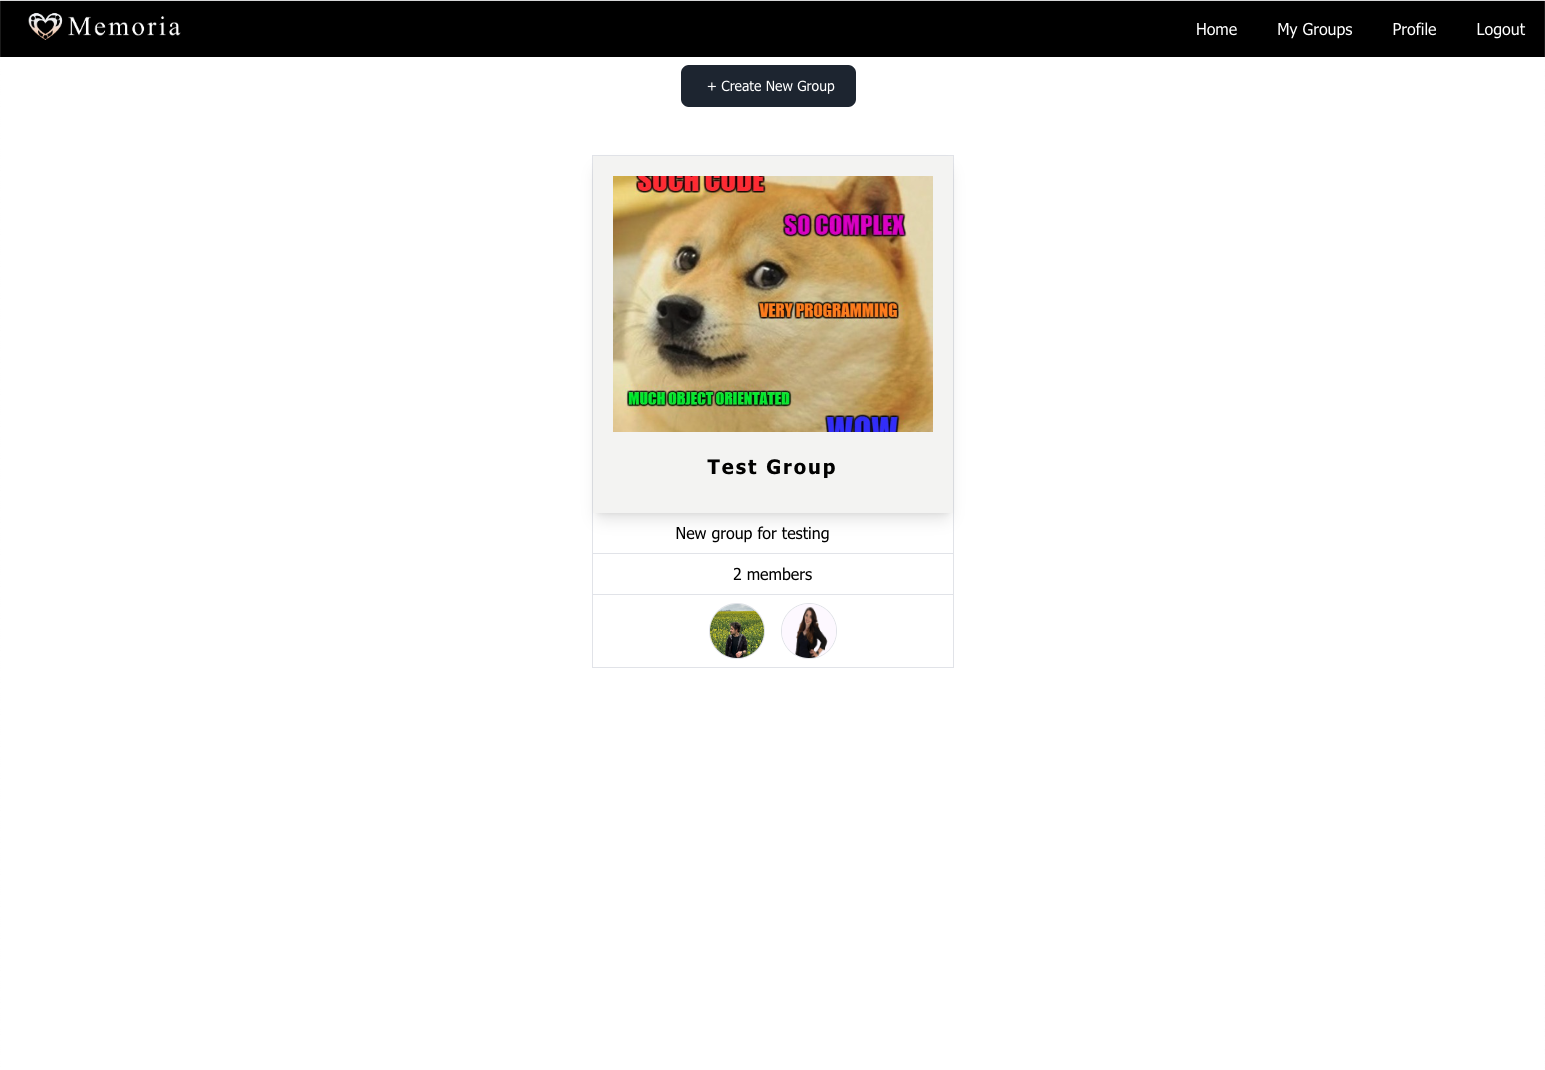 Memoria
Home My Groups Profile Logout
+ Create New Group
SUCH CODE
SO COMPLEX
VERY PROGRAMMING
MUCH OBJECT ORIENTATED
WOW
Test Group
New group for testing
2 members